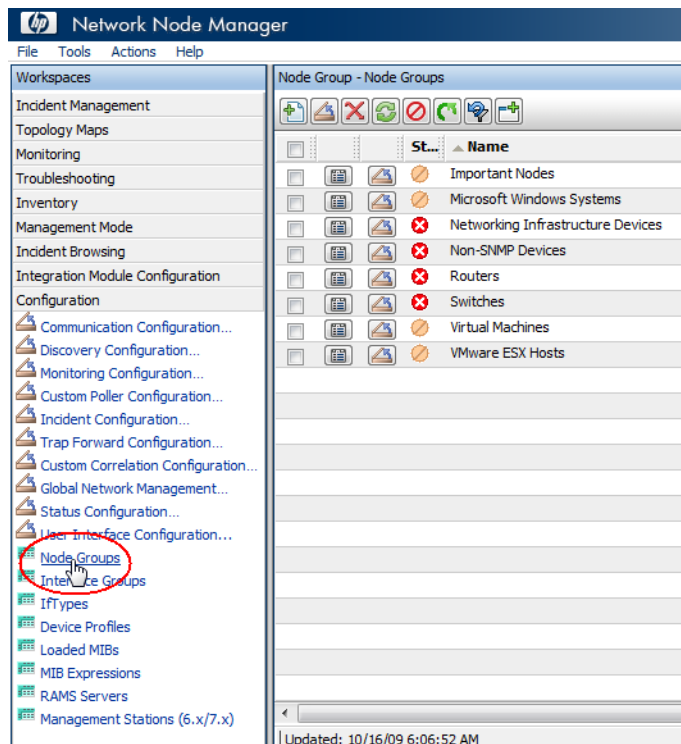 hp Network Node Manager
File Tools Actions Help
Workspaces
Incident Management
Topology Maps
Monitoring
Troubleshooting
Inventory
Management Mode
Incident Browsing
Integration Module Configuration
Configuration
Communication Configuration...
Discovery Configuration...
Monitoring Configuration...
Custom Poller Configuration...
Incident Configuration...
Trap Forward Configuration...
Custom Correlation Configuration...
Global Network Management...
Status Configuration...
User Interface Configuration...
Node Groups
Interface Groups
IfTypes
Device Profiles
Loaded MIBs
MIB Expressions
RAMS Servers
Management Stations (6.x/7.x)
Node Group - Node Groups
St... Name
Important Nodes
Microsoft Windows Systems
Networking Infrastructure Devices
Non-SNMP Devices
Routers
Switches
Virtual Machines
VMware ESX Hosts
Updated: 10/16/09 6:06:52 AM